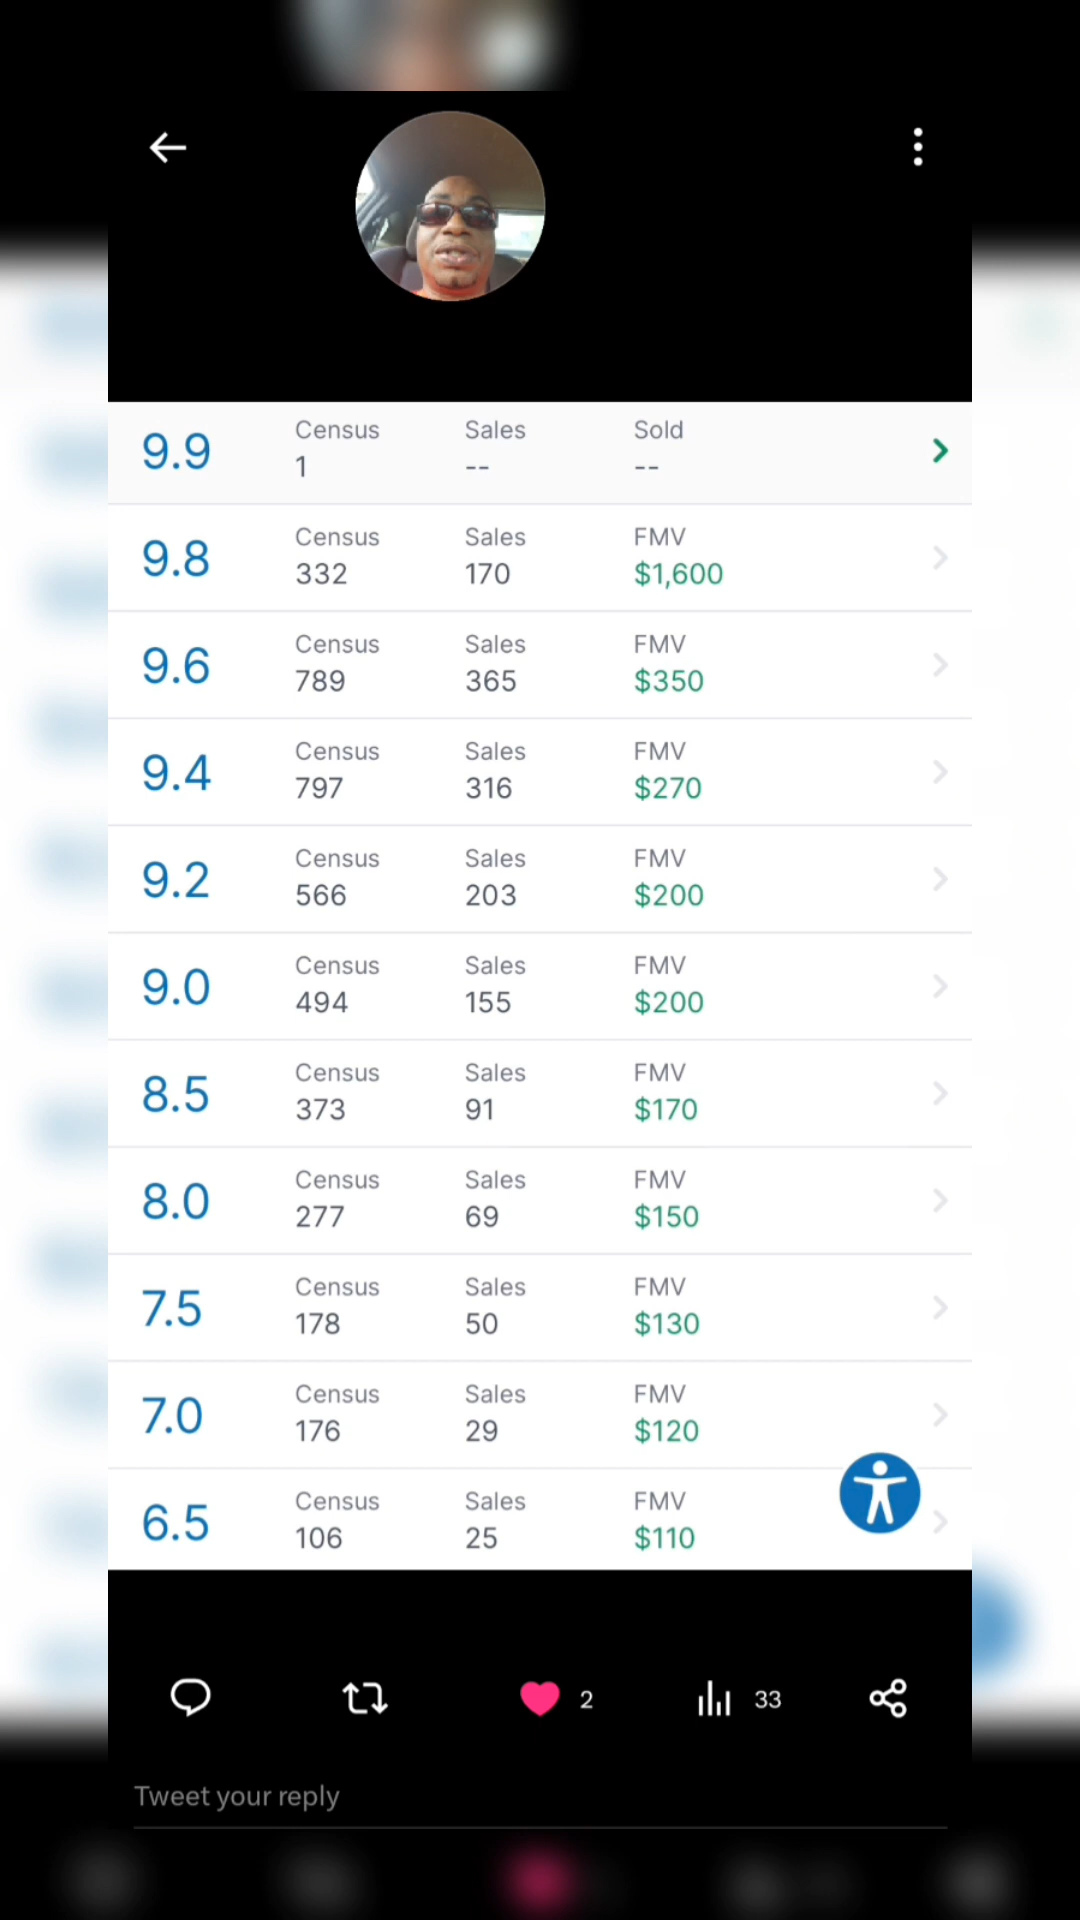 9.9 Census Sales Sold
1 -- --
9.8 Census Sales FMV
332 170 $1,600
9.6 Census Sales FMV
789 365 $350
9.4 Census Sales FMV
797 316 $270
9.2 Census Sales FMV
566 203 $200
9.0 Census Sales FMV
494 155 $200
8.5 Census Sales FMV
373 91 $170
8.0 Census Sales FMV
277 69 $150
7.5 Census Sales FMV
178 50 $130
7.0 Census Sales FMV
176 29 $120
6.5 Census Sales FMV
106 25 $110
2 33
Tweet your reply